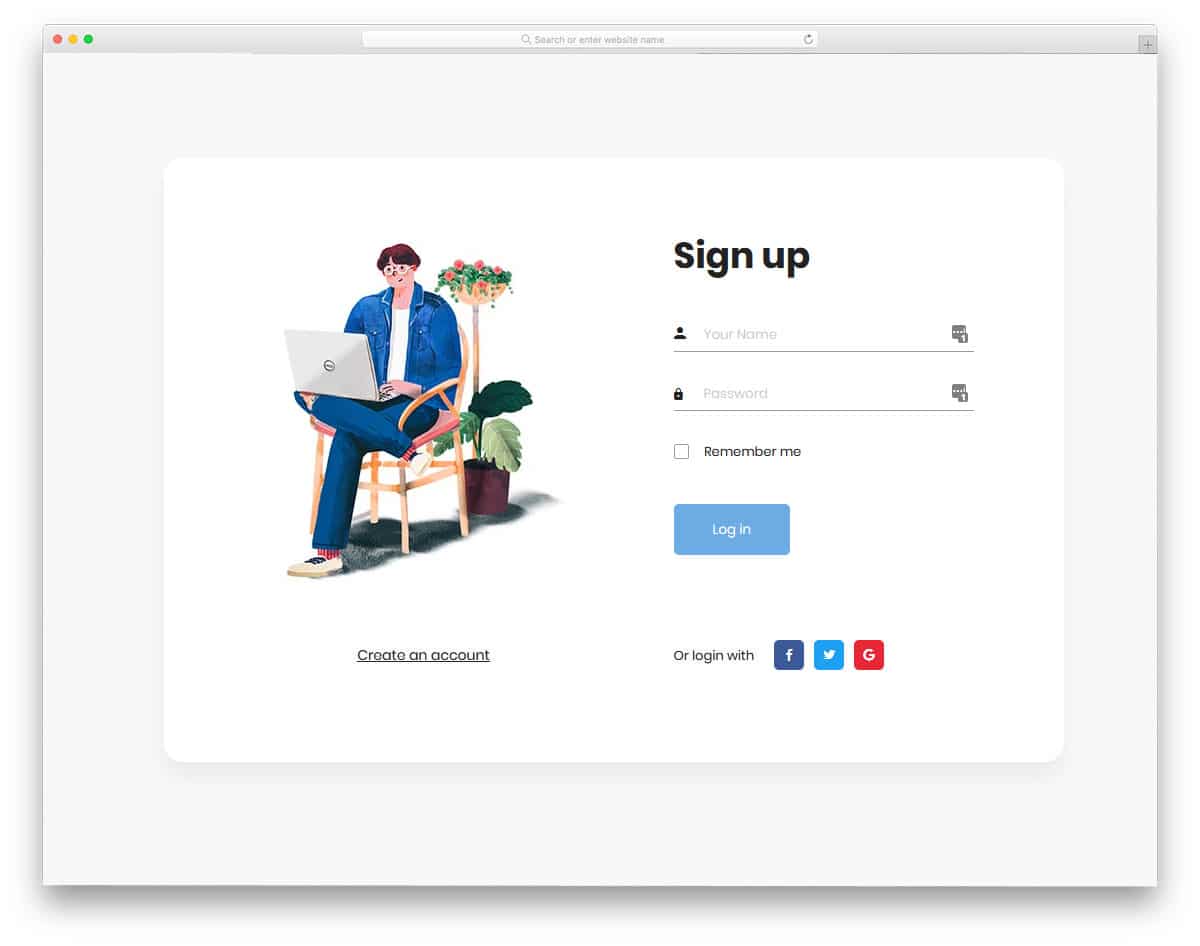 Search or enter website name
Sign up
Your Name
Password
Remember me
Log in
Create an account
Or login with